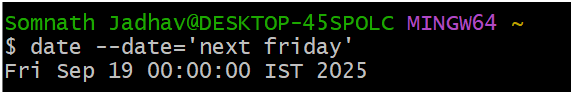 Somnath Jadhav@DESKTOP-45SPOLC MINGW64 ~
$ date --date='next friday'
Fri Sep 19 00:00:00 IST 2025